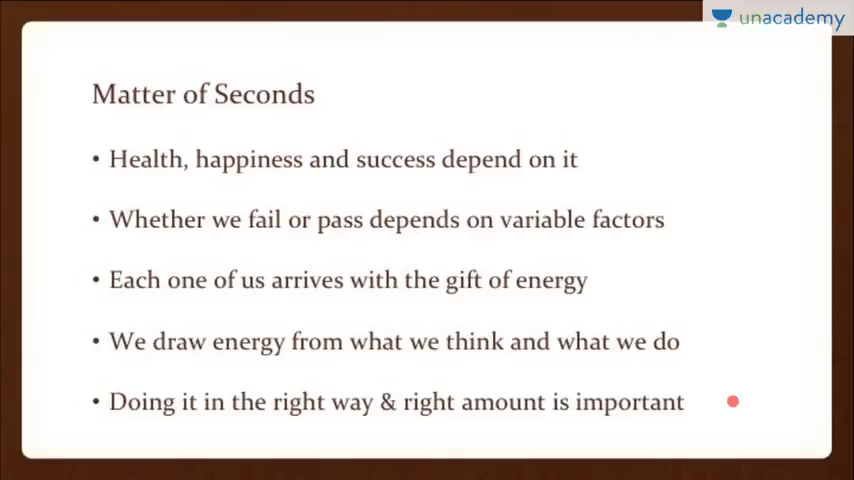 unacademy
Matter of Seconds
• Health, happiness and success depend on it
• Whether we fail or pass depends on variable factors
• Each one of us arrives with the gift of energy
• We draw energy from what we think and what we do
• Doing it in the right way & right amount is important